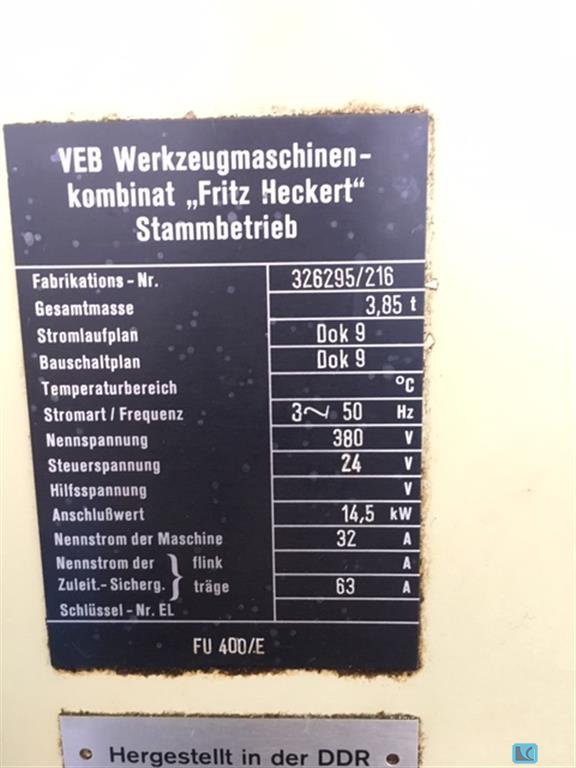 VEB Werkzeugmaschinen-
kombinat „Fritz Heckert“
Stammbetrieb
Fabrikations-Nr. 326295/216
Gesamtmasse 3,85 t
Stromlaufplan Dok 9
Bauschaltplan Dok 9
Temperaturbereich °C
Stromart / Frequenz 3~ 50 Hz
Nennspannung 380 V
Steuerspannung 24 V
Hilfsspannung V
Anschlußwert 14,5 kW
Nennstrom der Maschine 32 A
Nennstrom der } flink A
Zuleit.-Sicherg. } träge 63 A
Schlüssel-Nr. EL
FU 400/E
Hergestellt in der DDR